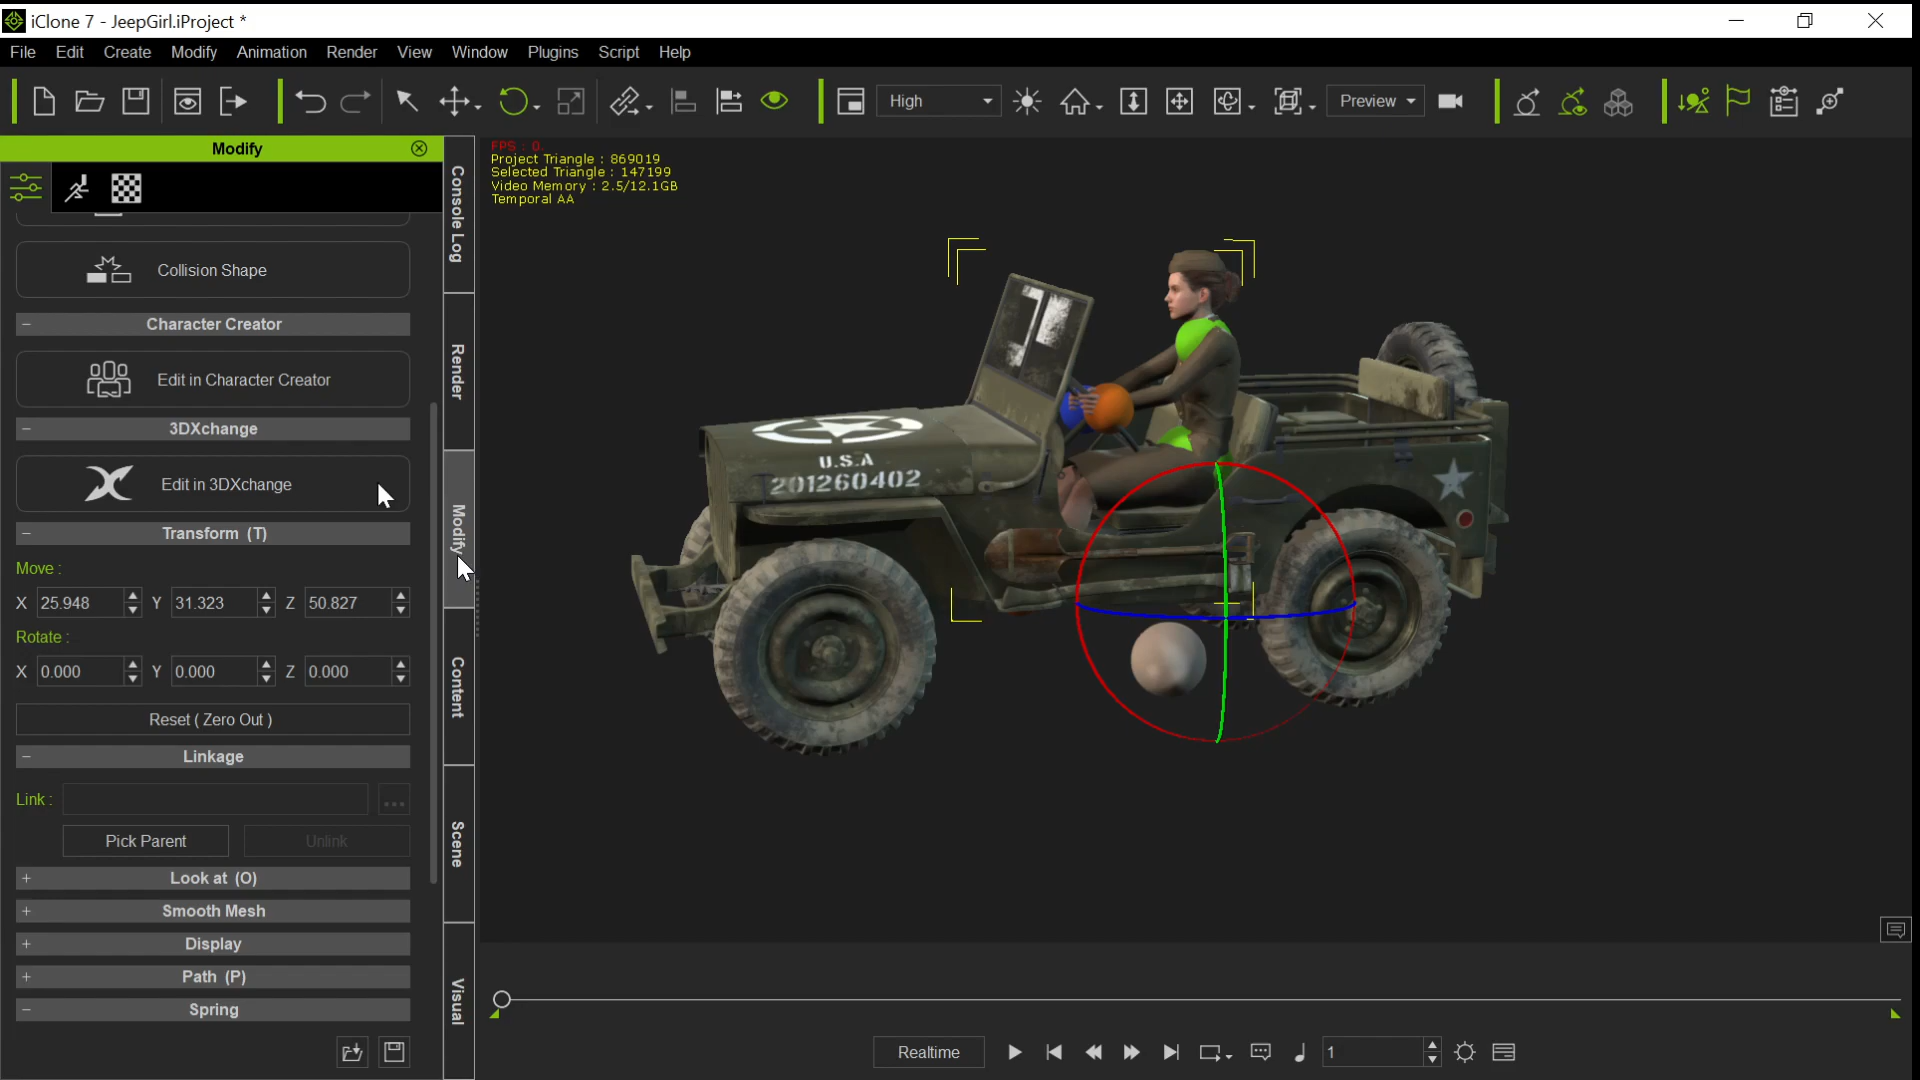 iClone 7 - JeepGirl.iProject *
File Edit Create Modify Animation Render View Window Plugins Script Help
High
Preview
Modify
Collision Shape
Character Creator
Edit in Character Creator
3DXchange
Edit in 3DXchange
Transform (T)
Move :
X 25.948 Y 31.323 Z 50.827
Rotate :
X 0.000 Y 0.000 Z 0.000
Reset ( Zero Out )
Linkage
Link :
Pick Parent Unlink
Look at (O)
Smooth Mesh
Display
Path (P)
Spring
Console Log
Render
Modify
Content
Scene
Visual
FPS : 0.
Project Triangle : 869019
Selected Triangle : 147199
Video Memory : 2.5/12.1GB
Temporal AA
U.S.A
201260402
Realtime
1